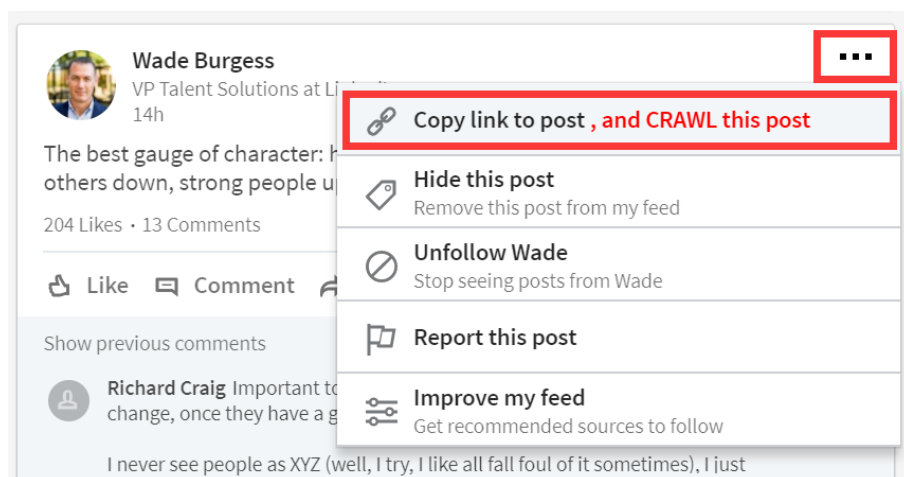 Wade Burgess
VP Talent Solutions at
14h
The best gauge of character:
others down, strong people
204 Likes • 13 Comments
Like Comment
Show previous comments
Richard Craig Important to
change, once they have a
I never see people as XYZ (well, I try, I like all fall foul of it sometimes), I just
Copy link to post , and CRAWL this post
Hide this post
Remove this post from my feed
Unfollow Wade
Stop seeing posts from Wade
Report this post
Improve my feed
Get recommended sources to follow